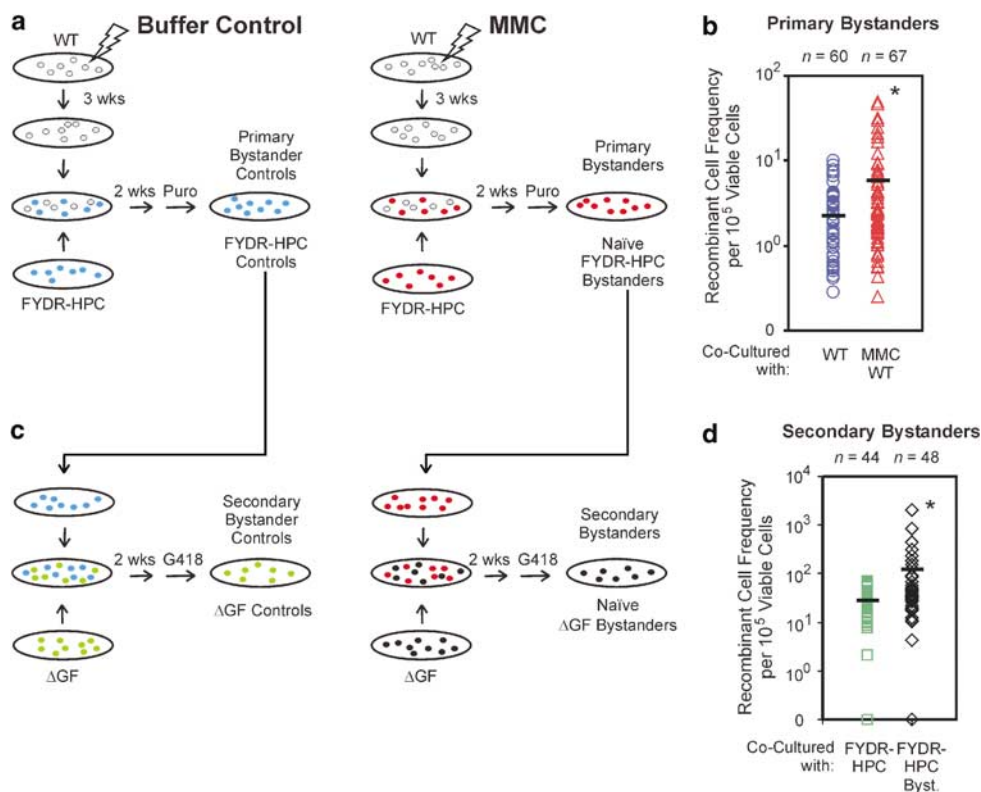 a
Buffer Control
WT
3 wks
2 wks Puro
Primary
Bystander
Controls
FYDR-HPC
Controls
FYDR-HPC
MMC
WT
3 wks
2 wks Puro
Primary
Bystanders
Naïve
FYDR-HPC
Bystanders
FYDR-HPC
b
Primary Bystanders
n = 60 n = 67
Recombinant Cell Frequency
per 10⁵ Viable Cells
10²
10¹
10⁰
0
*
Co-Cultured
with:
WT
MMC
WT
c
2 wks G418
Secondary
Bystander
Controls
ΔGF Controls
ΔGF
2 wks G418
Secondary
Bystanders
Naïve
ΔGF Bystanders
ΔGF
d
Secondary Bystanders
n = 44 n = 48
Recombinant Cell Frequency
per 10⁵ Viable Cells
10⁴
10³
10²
10¹
0
*
Co-Cultured
with:
FYDR-
HPC
FYDR-
HPC
Byst.